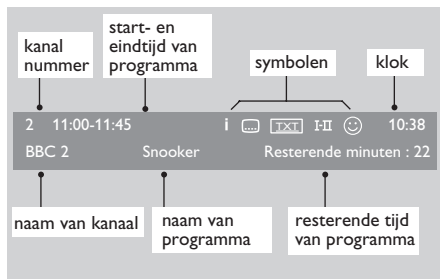 kanal
nummer
start- en
eindtijd van
programma
symbolen
klok
2 11:00-11:45 i TXT I-II 10:38
BBC 2 Snooker Resterende minuten : 22
naam van kanaal
naam van
programma
resterende tijd
van programma